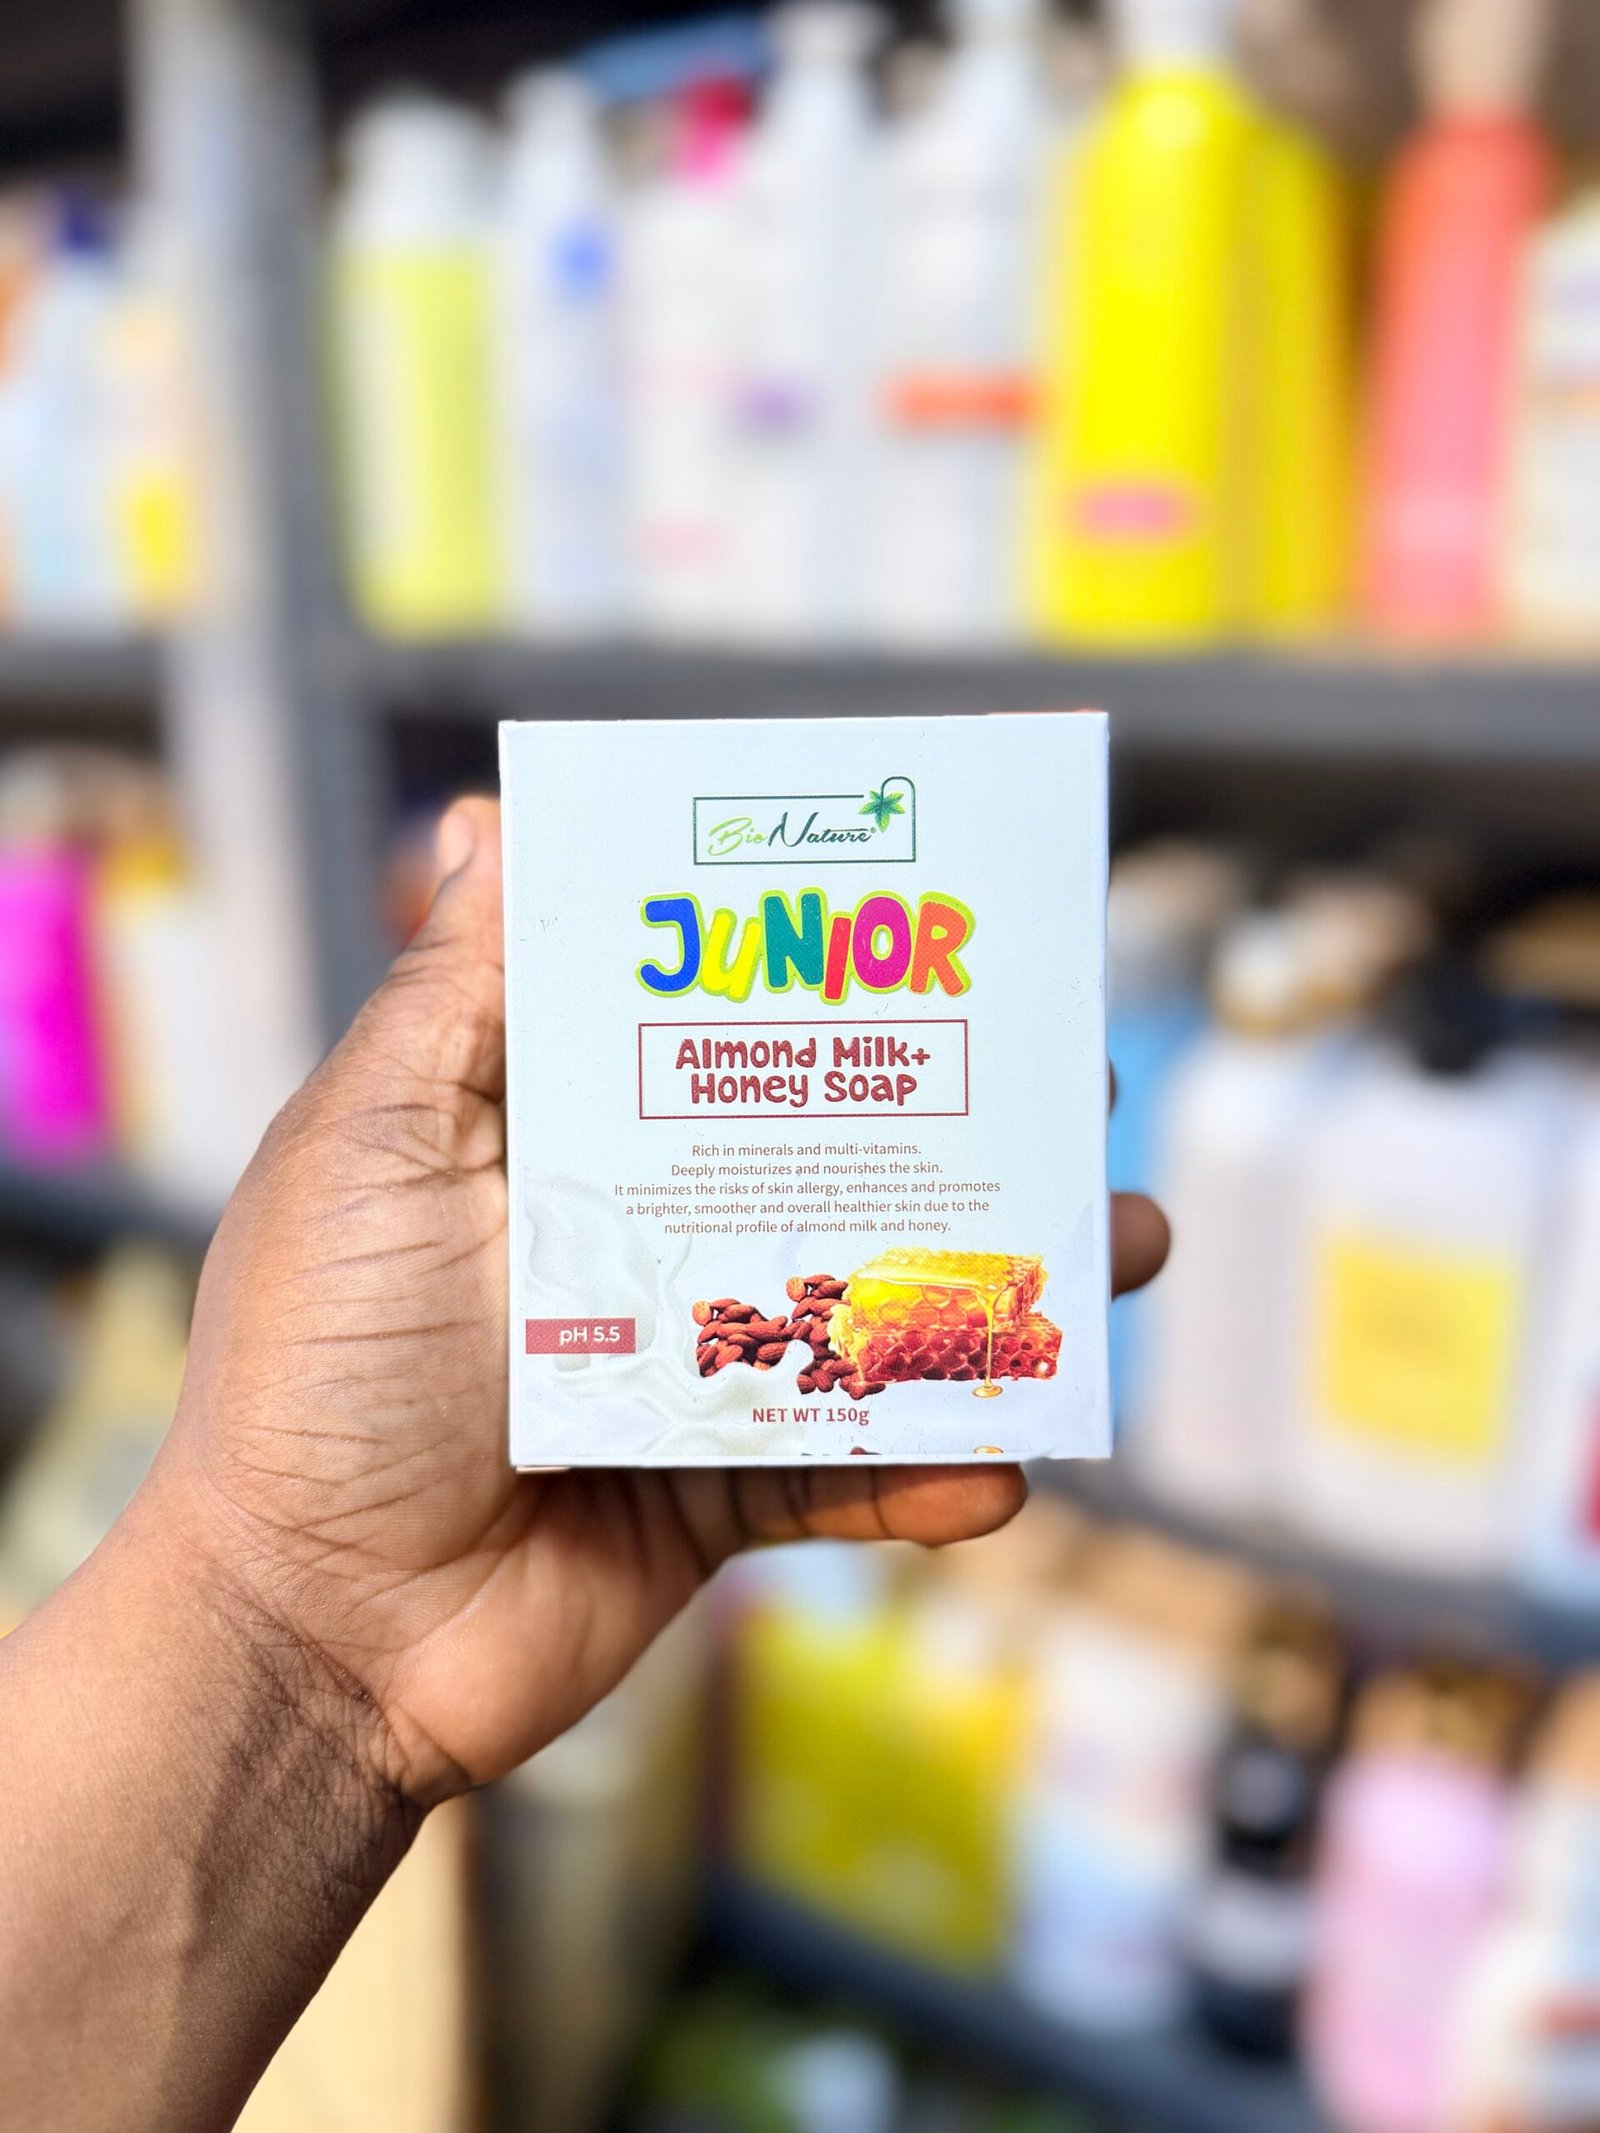 BioNature®
JUNIOR
Almond Milk+
Honey Soap
Rich in minerals and multi-vitamins.
Deeply moisturizes and nourishes the skin.
It minimizes the risks of skin allergy, enhances and promotes
a brighter, smoother and overall healthier skin due to the
nutritional profile of almond milk and honey.
pH 5.5
NET WT 150g